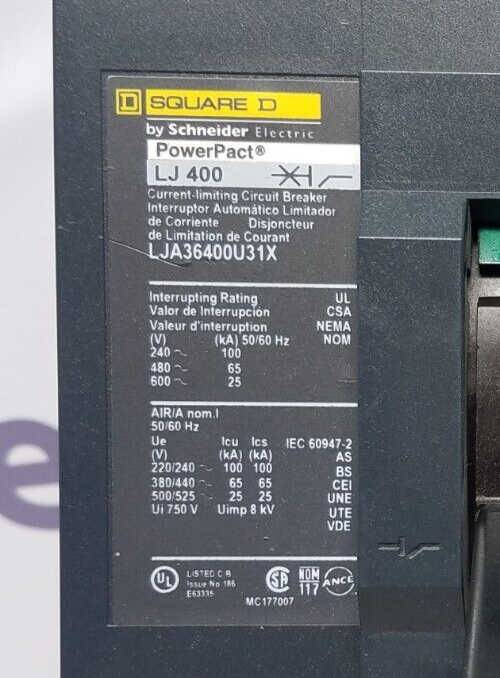 SQUARE D
by Schneider Electric
PowerPact®
LJ 400
Current-limiting Circuit Breaker
Interruptor Automático Limitador
de Corriente Disjoncteur
de Limitation de Courant
LJA36400U31X
Interrupting Rating UL
Valor de Interrupción CSA
Valeur d'interruption NEMA
(V) (kA) 50/60 Hz NOM
240 ~ 100
480 ~ 65
600 ~ 25
AIR/A nom.I
50/60 Hz
Ue Icu Ics IEC 60947-2
(V) (kA) (kA) AS
220/240 ~ 100 100 BS
380/440 ~ 65 65 CEI
500/525 ~ 25 25 UNE
Ui 750 V Uimp 8 kV UTE
VDE
UL LISTED C B
Issue No 186
E63335
SA NOM
117 ANCE
MC177007
e